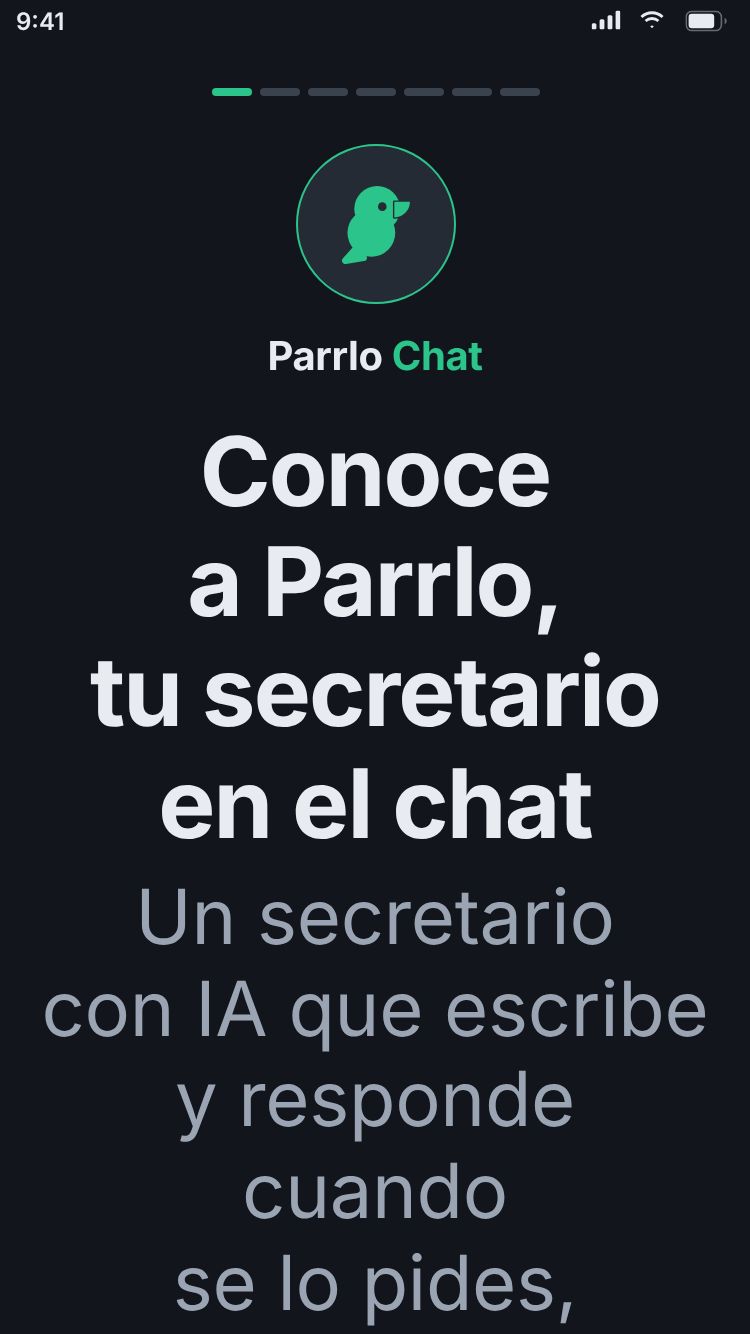 9:41
Parrlo Chat
Conoce
a Parrlo,
tu secretario
en el chat
Un secretario
con IA que escribe
y responde
cuando
se lo pides,